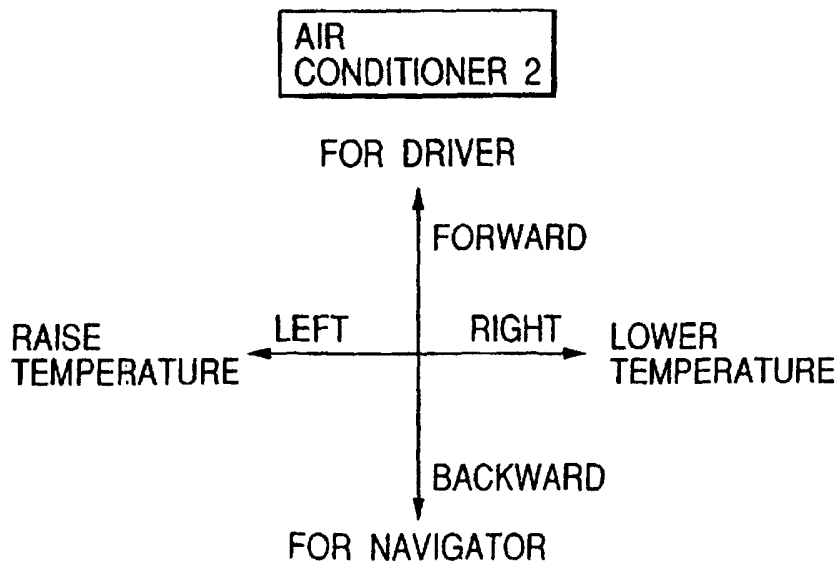 AIR
CONDITIONER 2
FOR DRIVER
FORWARD
LEFT
RIGHT
RAISE
TEMPERATURE
LOWER
TEMPERATURE
BACKWARD
FOR NAVIGATOR